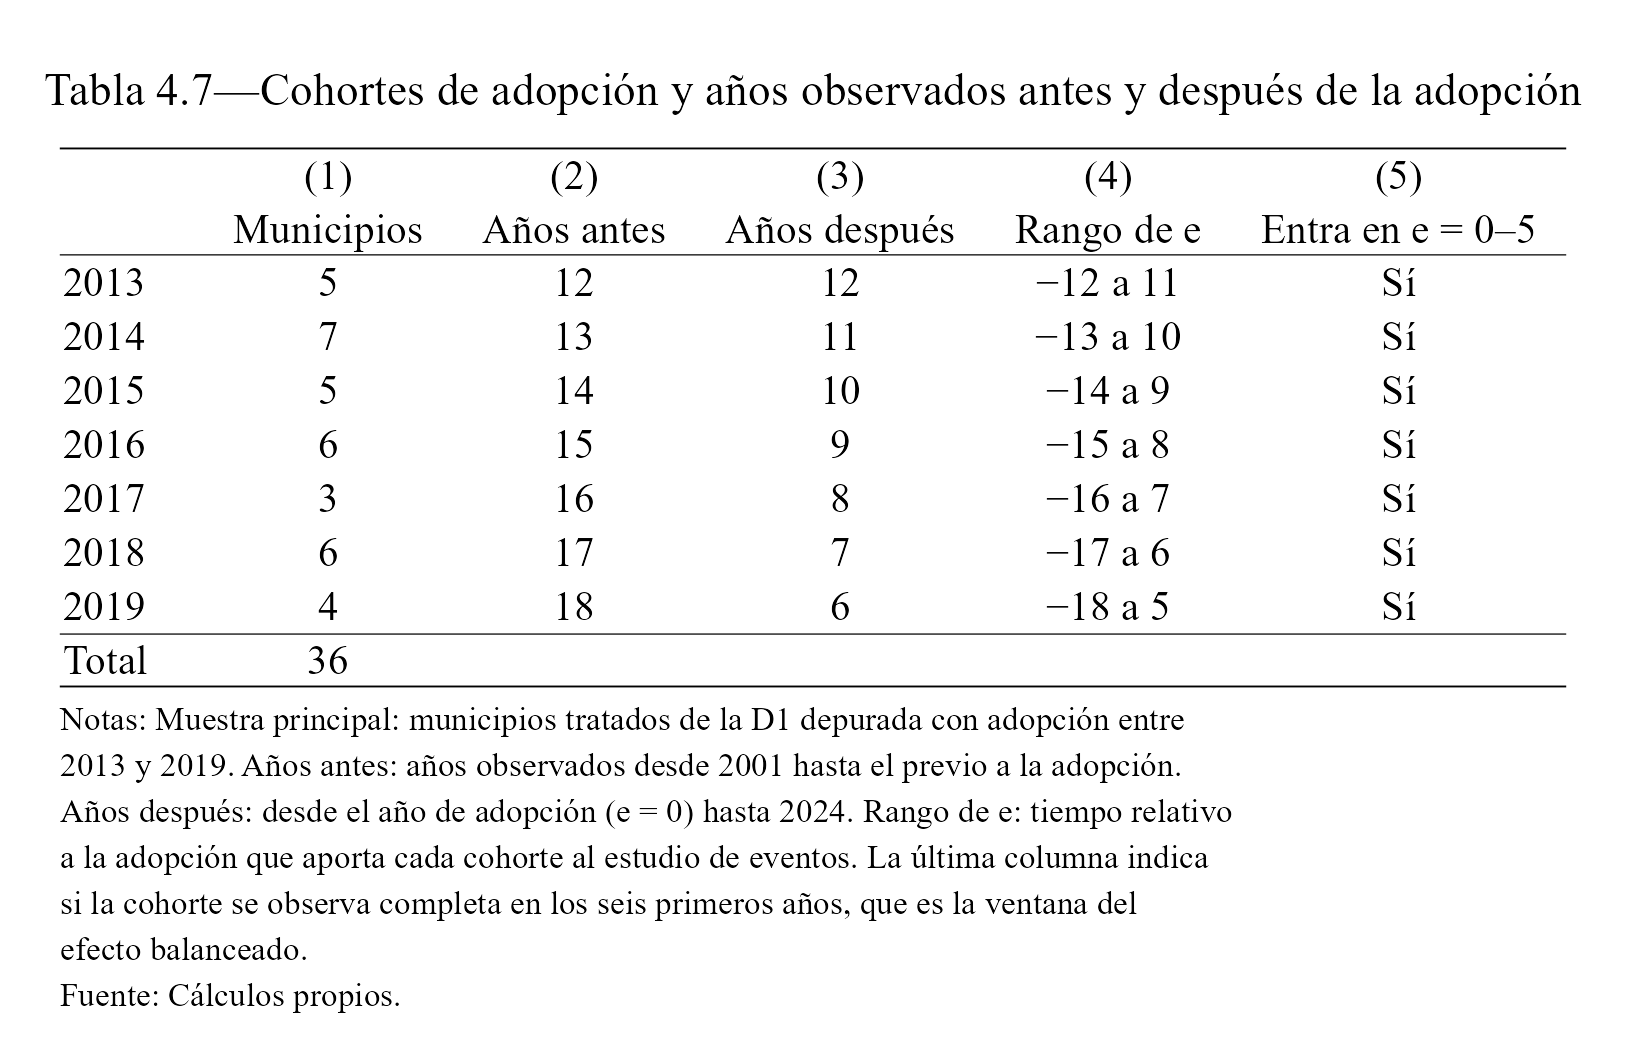 Tabla 4.7—Cohortes de adopción y años observados antes y después de la adopción
(1) (2) (3) (4) (5)
Municipios Años antes Años después Rango de e Entra en e = 0–5
2013 5 12 12 −12 a 11 Sí
2014 7 13 11 −13 a 10 Sí
2015 5 14 10 −14 a 9 Sí
2016 6 15 9 −15 a 8 Sí
2017 3 16 8 −16 a 7 Sí
2018 6 17 7 −17 a 6 Sí
2019 4 18 6 −18 a 5 Sí
Total 36
Notas: Muestra principal: municipios tratados de la D1 depurada con adopción entre
2013 y 2019. Años antes: años observados desde 2001 hasta el previo a la adopción.
Años después: desde el año de adopción (e = 0) hasta 2024. Rango de e: tiempo relativo
a la adopción que aporta cada cohorte al estudio de eventos. La última columna indica
si la cohorte se observa completa en los seis primeros años, que es la ventana del
efecto balanceado.
Fuente: Cálculos propios.